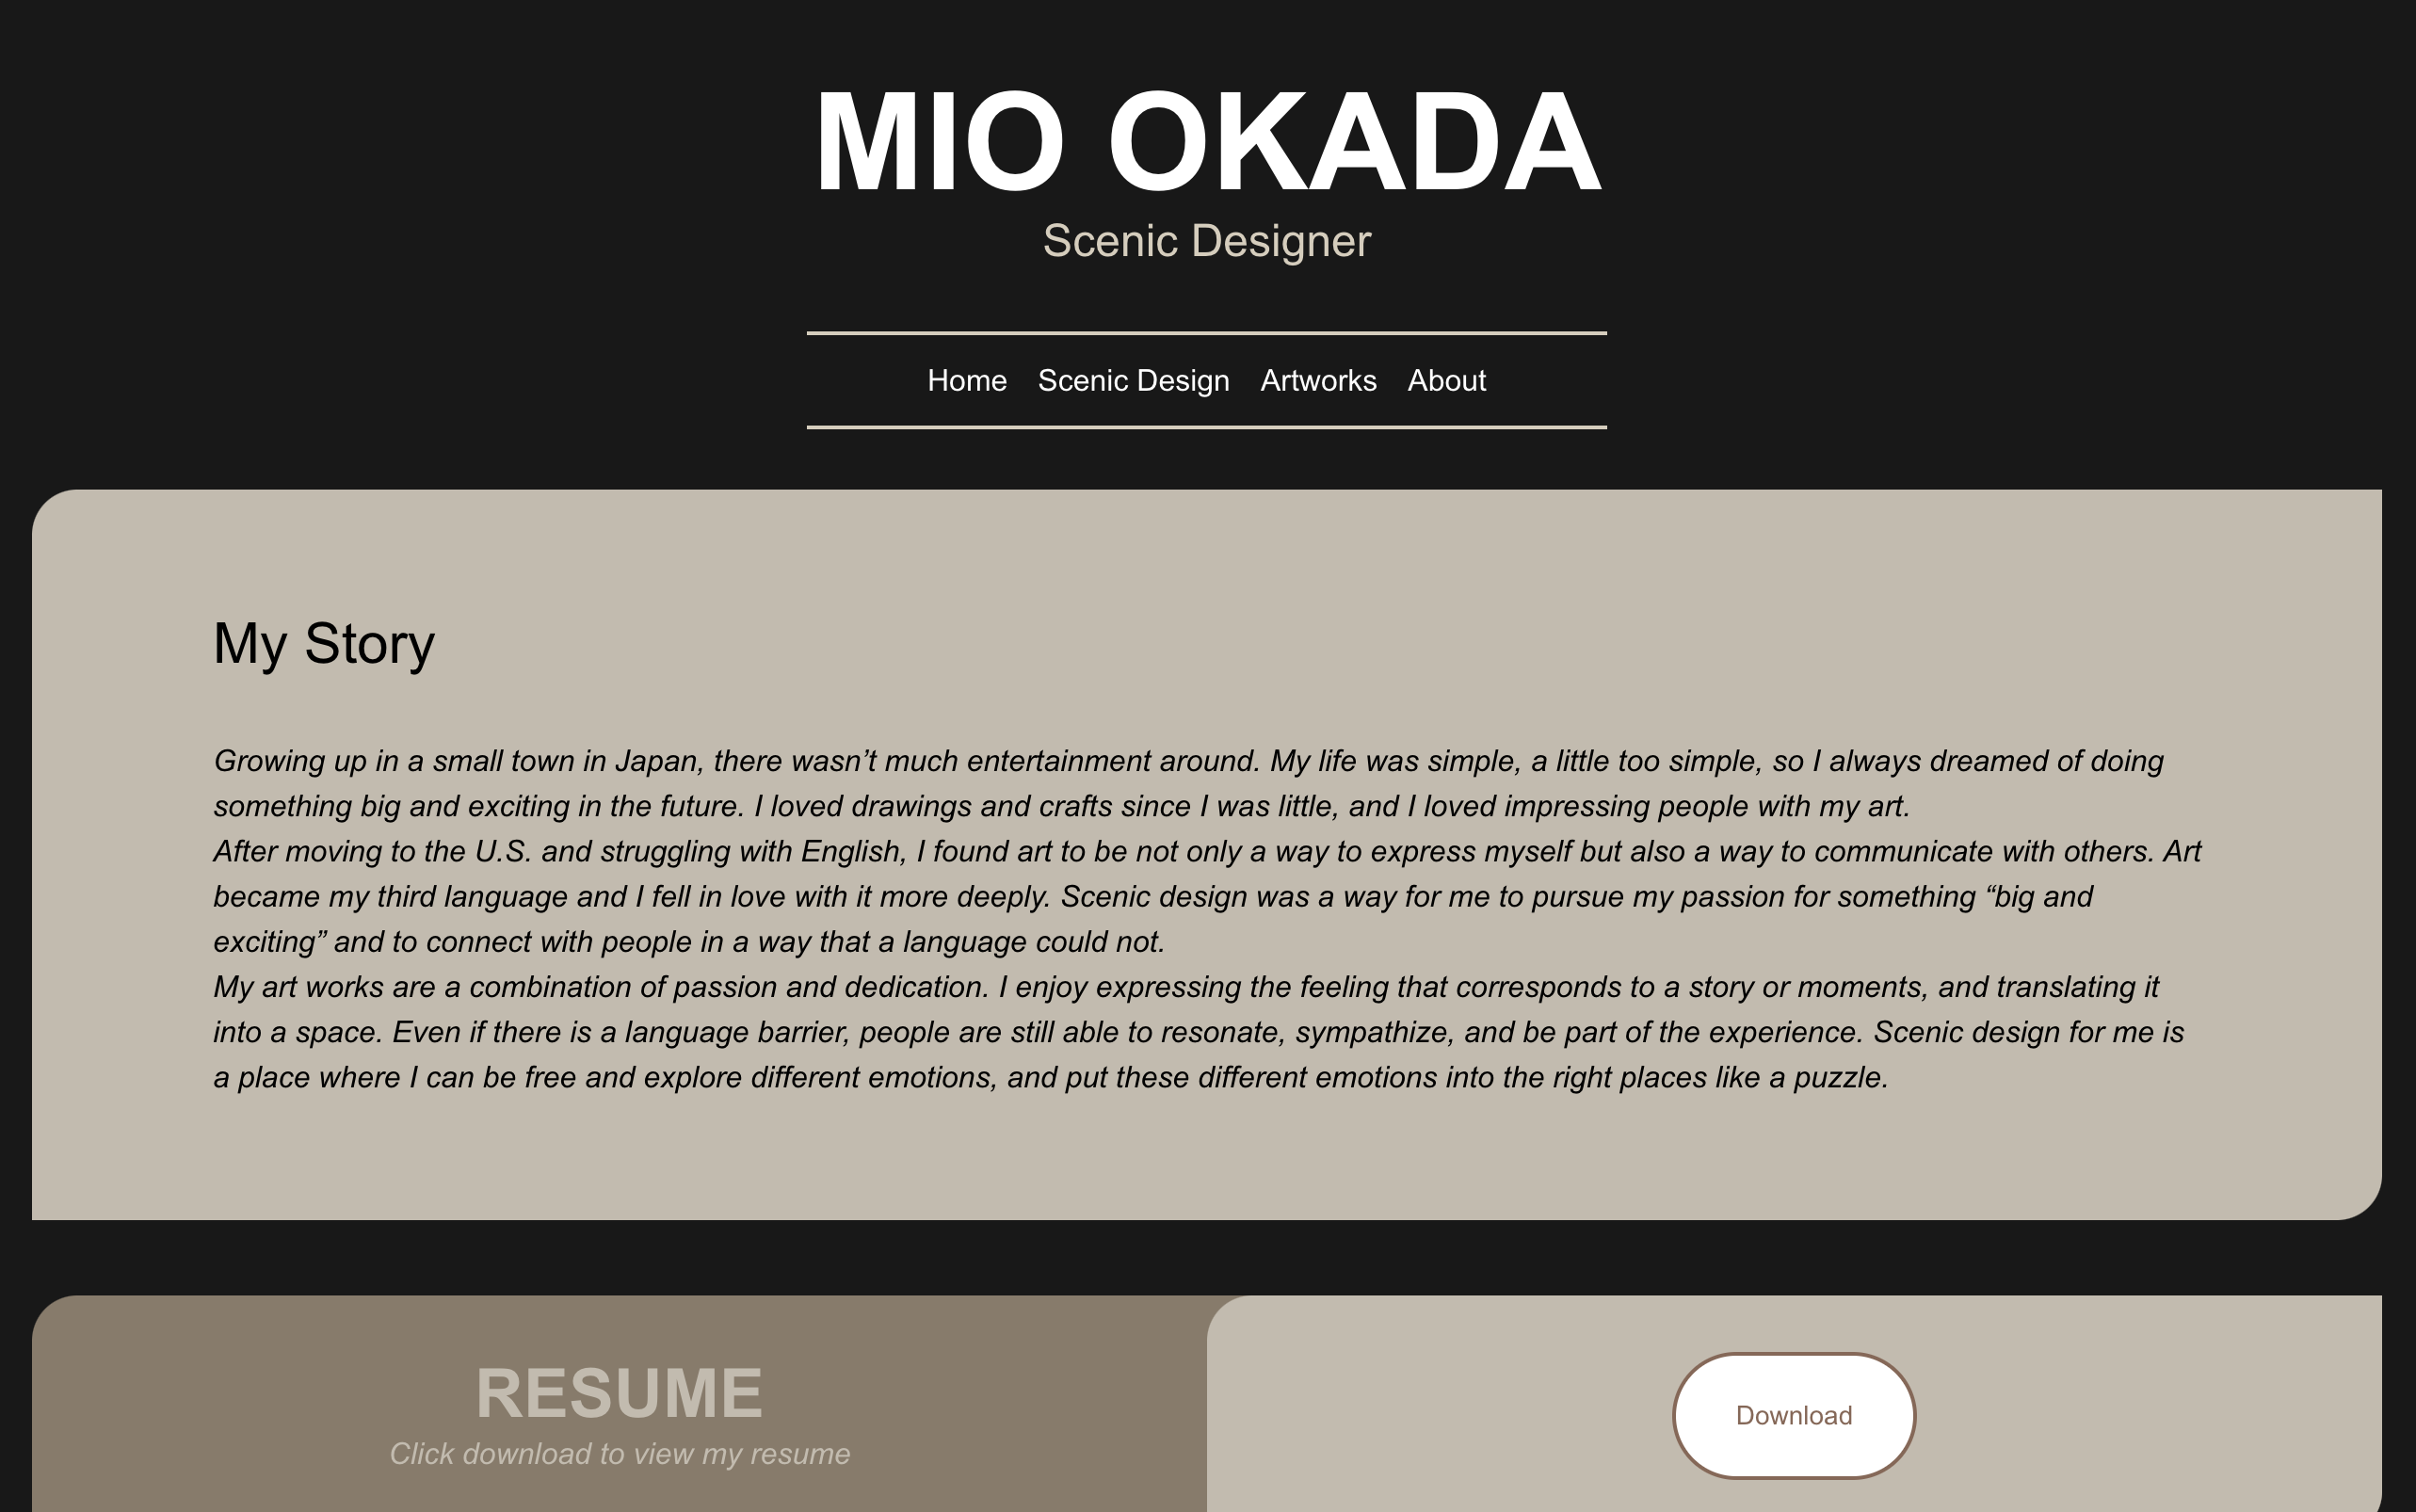 MIO OKADA
Scenic Designer
Home Scenic Design Artworks About
My Story
Growing up in a small town in Japan, there wasn’t much entertainment around. My life was simple, a little too simple, so I always dreamed of doing
something big and exciting in the future. I loved drawings and crafts since I was little, and I loved impressing people with my art.
After moving to the U.S. and struggling with English, I found art to be not only a way to express myself but also a way to communicate with others. Art
became my third language and I fell in love with it more deeply. Scenic design was a way for me to pursue my passion for something “big and
exciting” and to connect with people in a way that a language could not.
My art works are a combination of passion and dedication. I enjoy expressing the feeling that corresponds to a story or moments, and translating it
into a space. Even if there is a language barrier, people are still able to resonate, sympathize, and be part of the experience. Scenic design for me is
a place where I can be free and explore different emotions, and put these different emotions into the right places like a puzzle.
RESUME
Click download to view my resume
Download